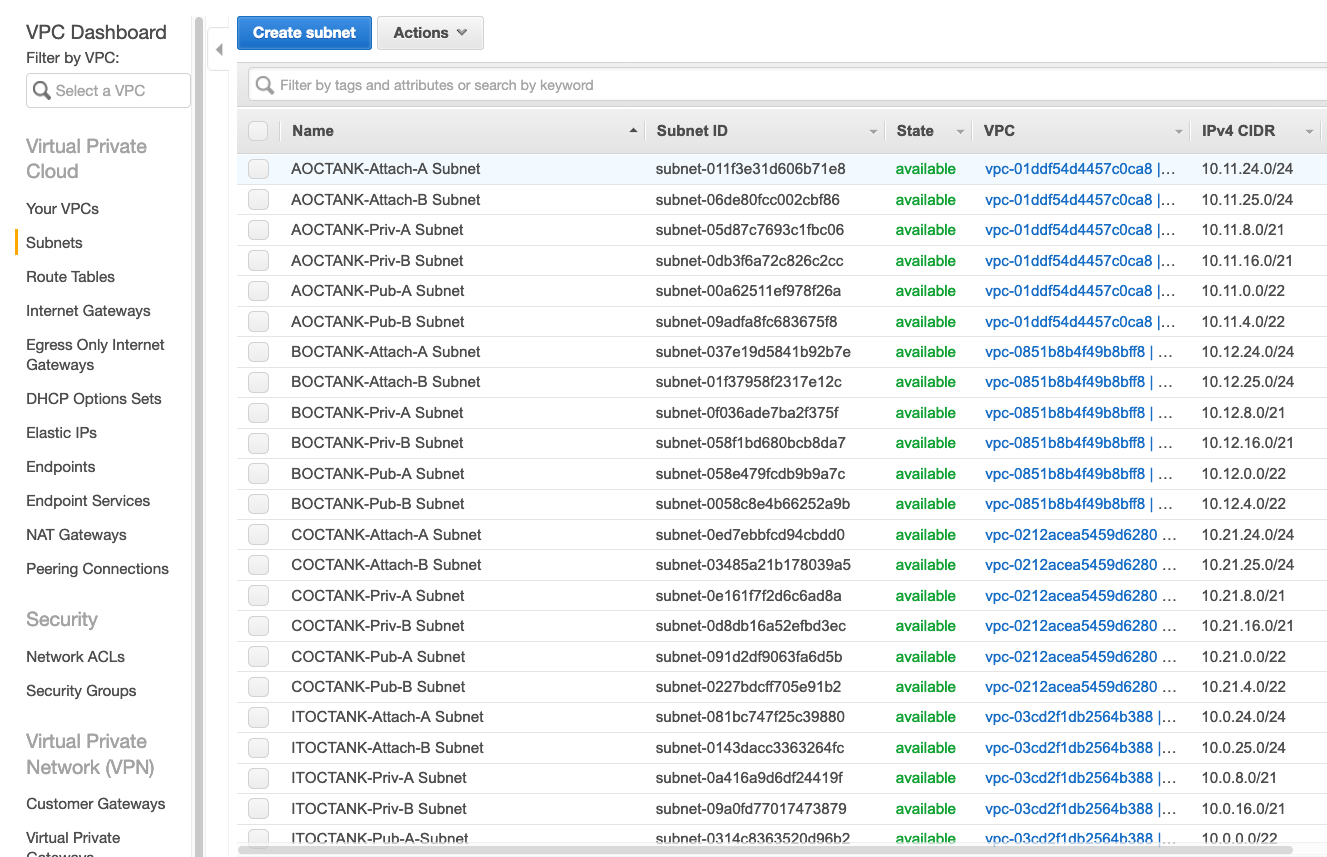 VPC Dashboard
Filter by VPC:
Select a VPC
Virtual Private
Cloud
Your VPCs
Subnets
Route Tables
Internet Gateways
Egress Only Internet
Gateways
DHCP Options Sets
Elastic IPs
Endpoints
Endpoint Services
NAT Gateways
Peering Connections
Security
Network ACLs
Security Groups
Virtual Private
Network (VPN)
Customer Gateways
Virtual Private
Gateways
Create subnet Actions
Filter by tags and attributes or search by keyword
Name Subnet ID State VPC IPv4 CIDR
AOCTANK-Attach-A Subnet subnet-011f3e31d606b71e8 available vpc-01ddf54d4457c0ca8 |... 10.11.24.0/24
AOCTANK-Attach-B Subnet subnet-06de80fcc002cbf86 available vpc-01ddf54d4457c0ca8 |... 10.11.25.0/24
AOCTANK-Priv-A Subnet subnet-05d87c7693c1fbc06 available vpc-01ddf54d4457c0ca8 |... 10.11.8.0/21
AOCTANK-Priv-B Subnet subnet-0db3f6a72c826c2cc available vpc-01ddf54d4457c0ca8 |... 10.11.16.0/21
AOCTANK-Pub-A Subnet subnet-00a62511ef978f26a available vpc-01ddf54d4457c0ca8 |... 10.11.0.0/22
AOCTANK-Pub-B Subnet subnet-09adfa8fc683675f8 available vpc-01ddf54d4457c0ca8 |... 10.11.4.0/22
BOCTANK-Attach-A Subnet subnet-037e19d5841b92b7e available vpc-0851b8b4f49b8bff8 | ... 10.12.24.0/24
BOCTANK-Attach-B Subnet subnet-01f37958f2317e12c available vpc-0851b8b4f49b8bff8 | ... 10.12.25.0/24
BOCTANK-Priv-A Subnet subnet-0f036ade7ba2f375f available vpc-0851b8b4f49b8bff8 | ... 10.12.8.0/21
BOCTANK-Priv-B Subnet subnet-058f1bd680bcb8da7 available vpc-0851b8b4f49b8bff8 | ... 10.12.16.0/21
BOCTANK-Pub-A Subnet subnet-058e479fcdb9b9a7c available vpc-0851b8b4f49b8bff8 | ... 10.12.0.0/22
BOCTANK-Pub-B Subnet subnet-0058c8e4b66252a9b available vpc-0851b8b4f49b8bff8 | ... 10.12.4.0/22
COCTANK-Attach-A Subnet subnet-0ed7ebbfcd94cbdd0 available vpc-0212acea5459d6280 ... 10.21.24.0/24
COCTANK-Attach-B Subnet subnet-03485a21b178039a5 available vpc-0212acea5459d6280 ... 10.21.25.0/24
COCTANK-Priv-A Subnet subnet-0e161f7f2d6c6ad8a available vpc-0212acea5459d6280 ... 10.21.8.0/21
COCTANK-Priv-B Subnet subnet-0d8db16a52efbd3ec available vpc-0212acea5459d6280 ... 10.21.16.0/21
COCTANK-Pub-A Subnet subnet-091d2df9063fa6d5b available vpc-0212acea5459d6280 ... 10.21.0.0/22
COCTANK-Pub-B Subnet subnet-0227bdcff705e91b2 available vpc-0212acea5459d6280 ... 10.21.4.0/22
ITOCTANK-Attach-A Subnet subnet-081bc747f25c39880 available vpc-03cd2f1db2564b388 |... 10.0.24.0/24
ITOCTANK-Attach-B Subnet subnet-0143dacc3363264fc available vpc-03cd2f1db2564b388 |... 10.0.25.0/24
ITOCTANK-Priv-A Subnet subnet-0a416a9d6df24419f available vpc-03cd2f1db2564b388 |... 10.0.8.0/21
ITOCTANK-Priv-B Subnet subnet-09a0fd77017473879 available vpc-03cd2f1db2564b388 |... 10.0.16.0/21
ITOCTANK-Pub-A-Subnet subnet-0314c8363520d96b2 available vpc-03cd2f1db2564b388 |... 10.0.0.0/22